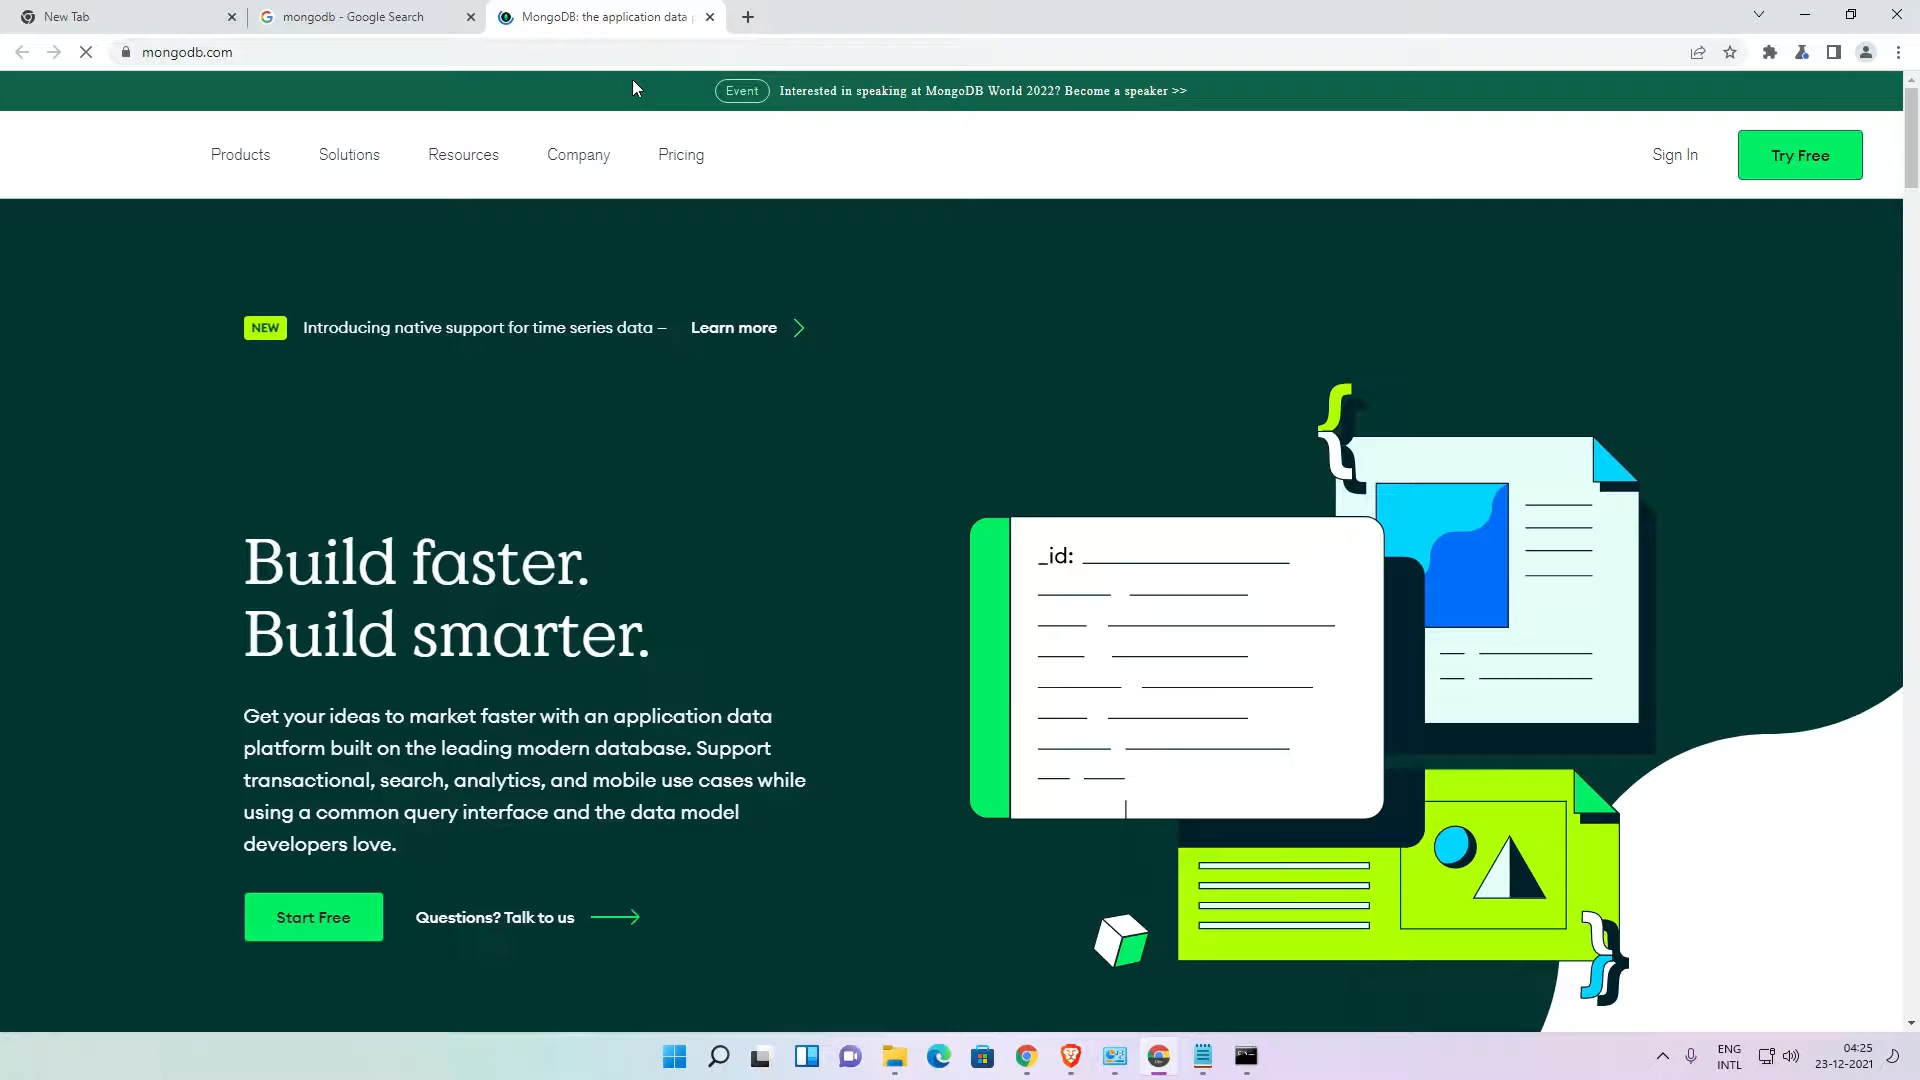 New Tab
mongodb - Google Search
MongoDB: the application data p
mongodb.com
Event
Interested in speaking at MongoDB World 2022? Become a speaker >>
Products
Solutions
Resources
Company
Pricing
Sign In
Try Free
NEW
Introducing native support for time series data –
Learn more
Build faster.
Build smarter.
_id:
Get your ideas to market faster with an application data
platform built on the leading modern database. Support
transactional, search, analytics, and mobile use cases while
using a common query interface and the data model
developers love.
Start Free
Questions? Talk to us
ENG
INTL
04:25
23-12-2021